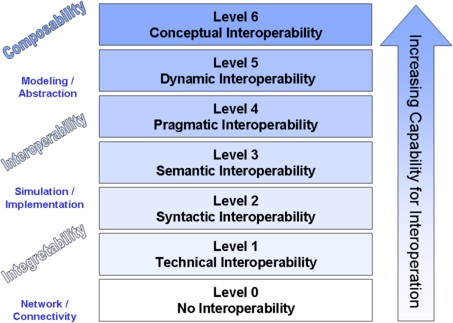 Composability
Level 6
Conceptual Interoperability
Modeling /
Abstraction
Level 5
Dynamic Interoperability
Level 4
Pragmatic Interoperability
Interoperability
Level 3
Semantic Interoperability
Simulation /
Implementation
Level 2
Syntactic Interoperability
Integretability
Level 1
Technical Interoperability
Network /
Connectivity
Level 0
No Interoperability
Increasing Capability for Interoperation